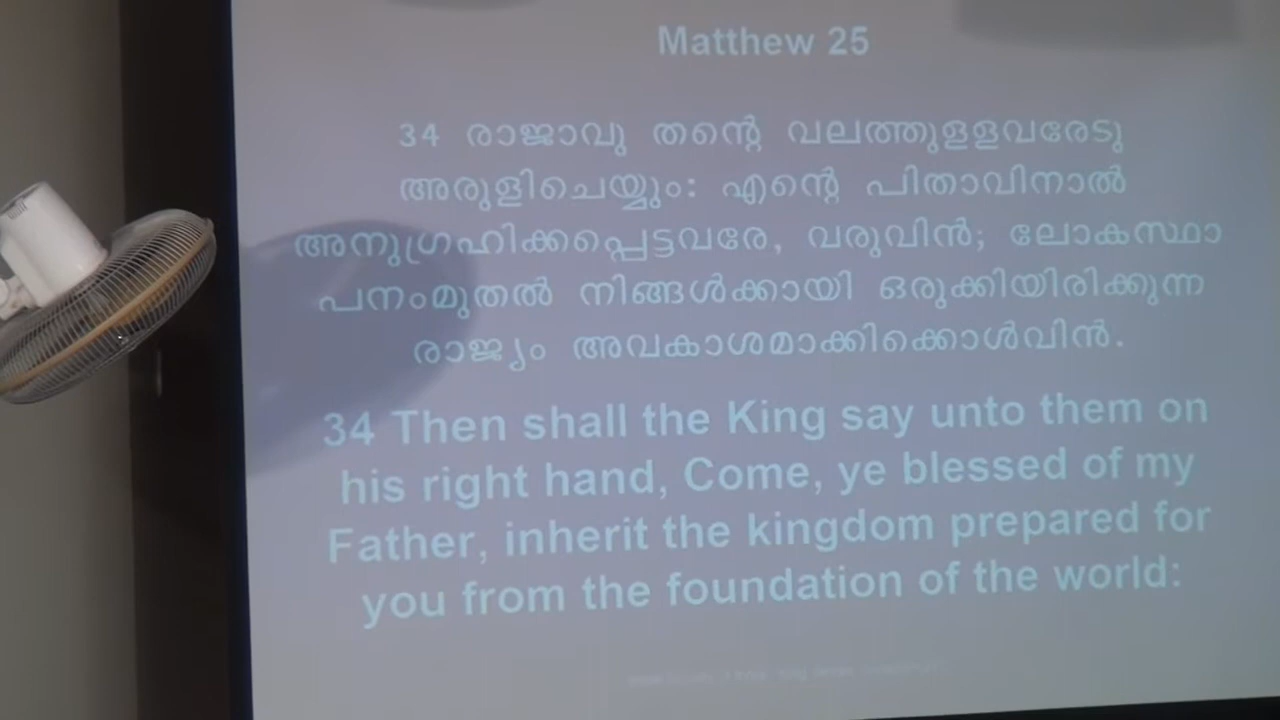 Matthew 25
34 രാജാവു തന്റെ വലത്തുള്ളവരോടു
അരുളിചെയ്യും: എന്റെ പിതാവിനാൽ
അനുഗ്രഹിക്കപ്പെട്ടവരേ, വരുവിൻ; ലോകസ്ഥാ
പനംമുതൽ നിങ്ങൾക്കായി ഒരുക്കിയിരിക്കുന്ന
രാജ്യം അവകാശമാക്കിക്കൊൾവിൻ.
34 Then shall the King say unto them on
his right hand, Come, ye blessed of my
Father, inherit the kingdom prepared for
you from the foundation of the world: